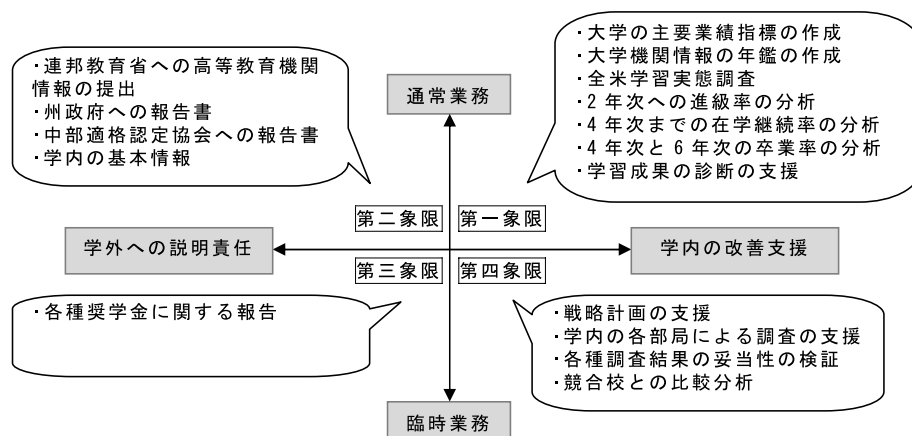 ・連邦教育省への高等教育機関
情報の提出
・州政府への報告書
・中部適格認定協会への報告書
・学内の基本情報
通常業務
・大学の主要業績指標の作成
・大学機関情報の年鑑の作成
・全米学習実態調査
・2年次への進級率の分析
・4年次までの在学継続率の分析
・4年次と6年次の卒業率の分析
・学習成果の診断の支援
第二象限
第一象限
学外への説明責任
学内の改善支援
第三象限
第四象限
・各種奨学金に関する報告
・戦略計画の支援
・学内の各部局による調査の支援
・各種調査結果の妥当性の検証
・競合校との比較分析
臨時業務